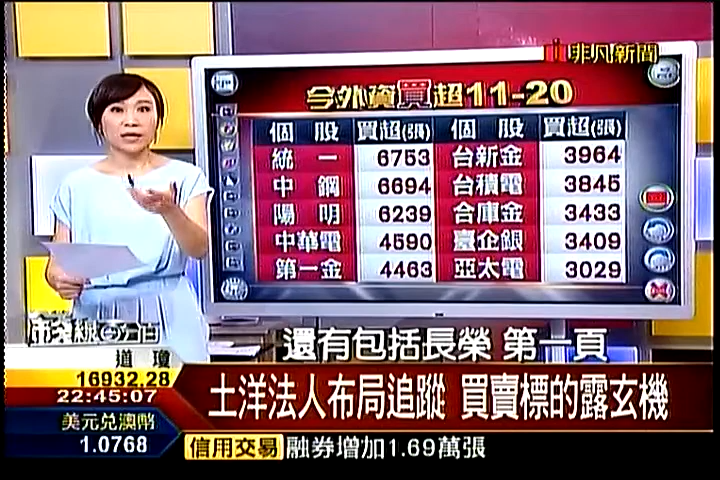 非凡新聞
今外資買超11-20
個 股 買超(張) 個 股 買超(張)
統 一 6753 台新金 3964
中 鋼 6694 台積電 3845
陽 明 6239 合庫金 3433
中華電 4590 臺企銀 3409
第一金 4463 亞太電 3029
還有包括長榮 第一頁
道 瓊
16932.28
22:45:07
土洋法人布局追蹤 買賣標的露玄機
美元兌澳幣
1.0768
信用交易 融券增加1.69萬張